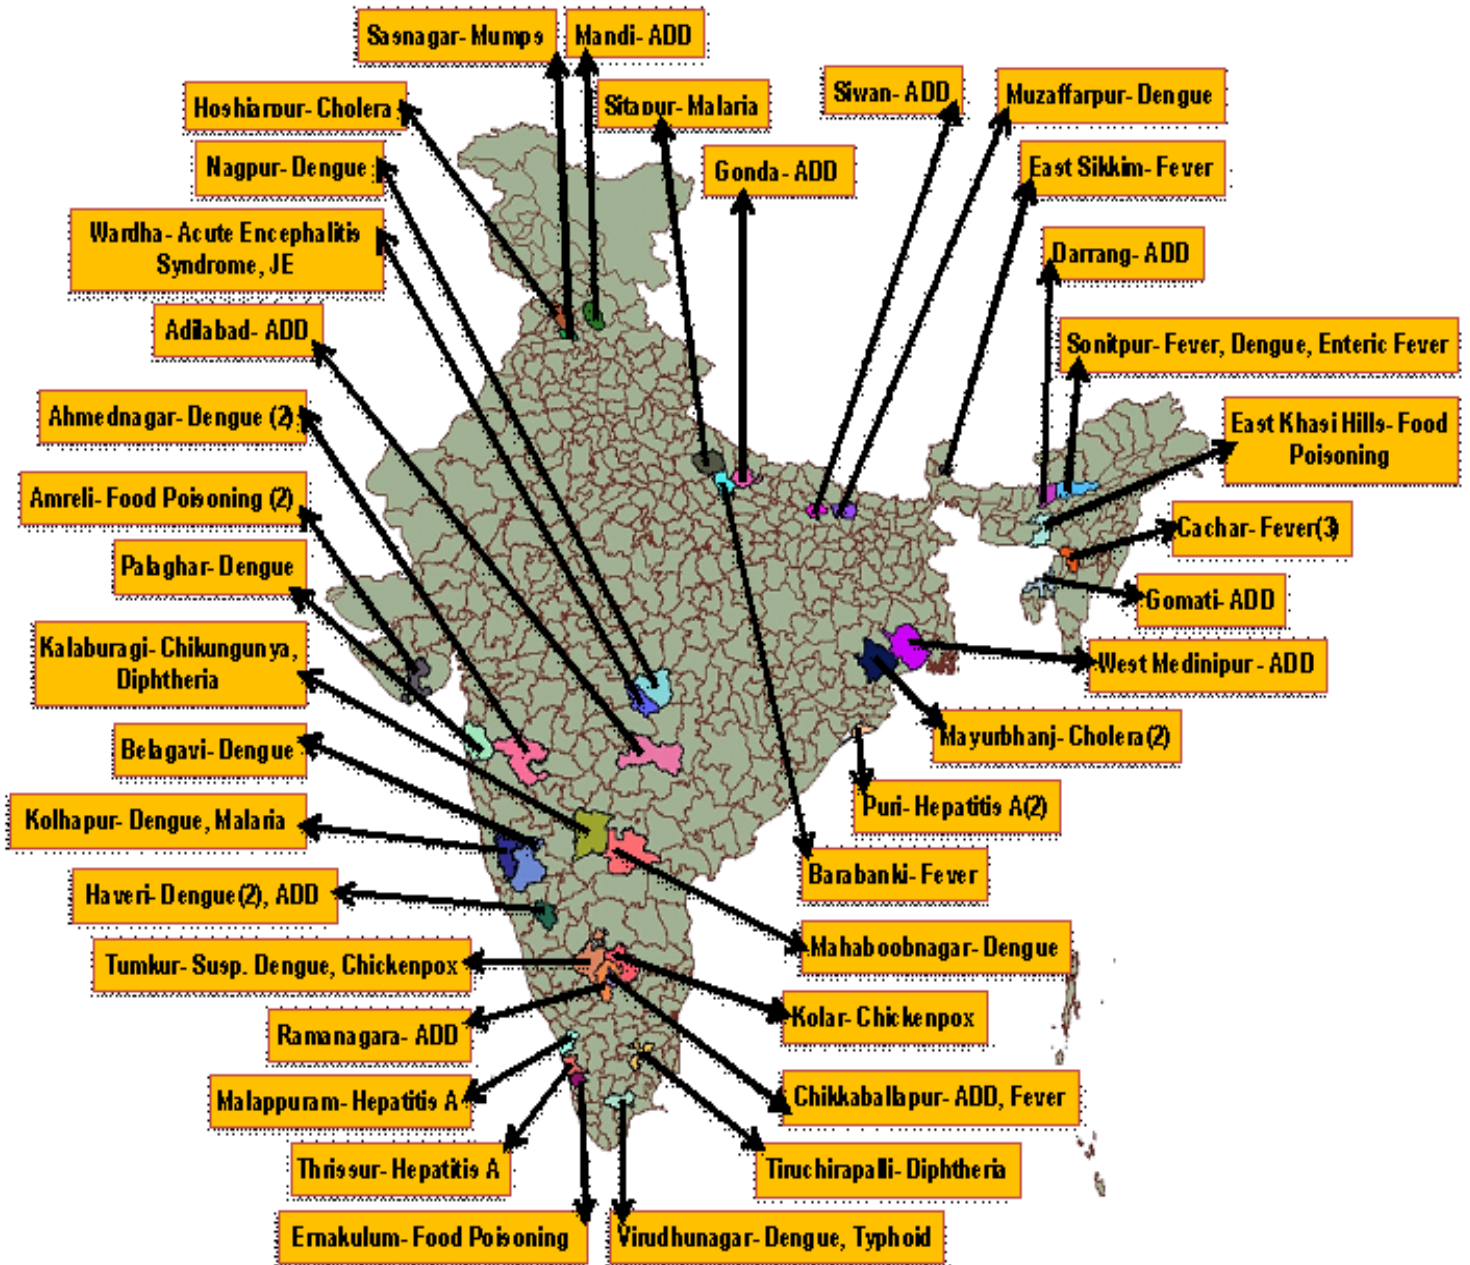 Sasnagar- Mumps
Mandi- ADD
Hoshiarpur- Cholera
Sitapur- Malaria
Siwan- ADD
Muzaffarpur- Dengue
Nagpur- Dengue
Gonda- ADD
East Sikkim- Fever
Wardha- Acute Encephalitis
Syndrome, JE
Darrang- ADD
Adilabad- ADD
Sonitpur- Fever, Dengue, Enteric Fever
Ahmednagar- Dengue (2)
East Khasi Hills- Food
Poisoning
Amreli- Food Poisoning (2)
Cachar- Fever(3)
Palaghar- Dengue
Gomati- ADD
Kalaburagi- Chikungunya,
Diphtheria
West Medinipur- ADD
Belagavi- Dengue
Mayurbhanj- Cholera(2)
Puri- Hepatitis A(2)
Kolhapur- Dengue, Malaria
Barabanki- Fever
Haveri- Dengue(2), ADD
Mahaboobnagar- Dengue
Tumkur- Susp. Dengue, Chickenpox
Kolar- Chickenpox
Ramanagara- ADD
Malappuram- Hepatitis A
Chikkaballapur- ADD, Fever
Thrissur- Hepatitis A
Tiruchirapalli- Diphtheria
Ernakulum- Food Poisoning
Virudhunagar- Dengue, Typhoid